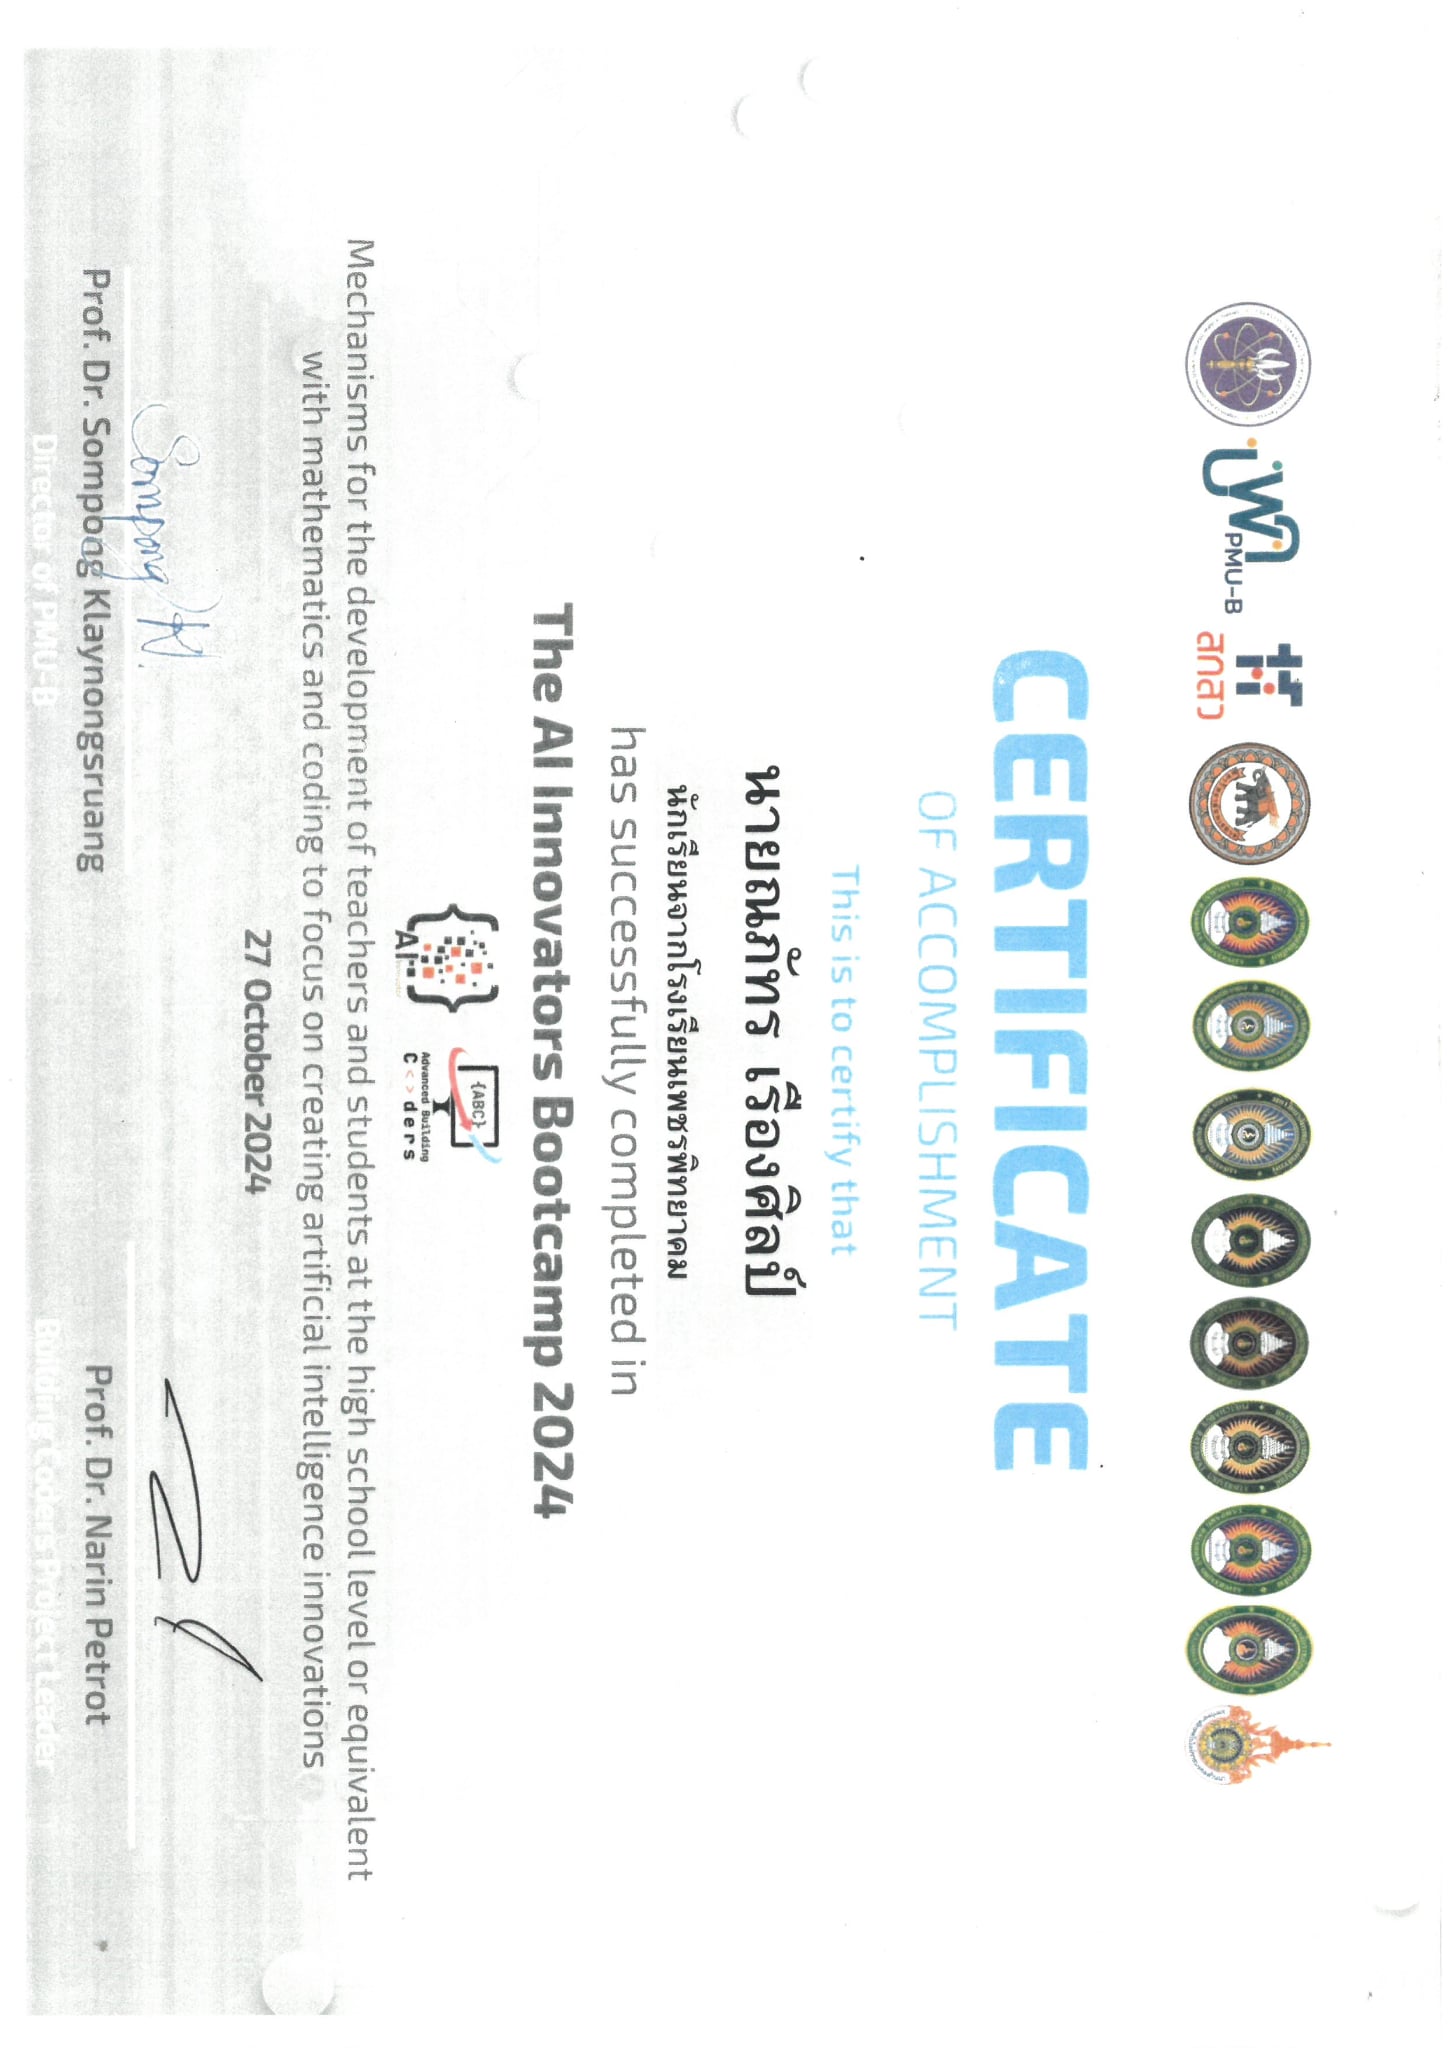 PMU-B
สกสว
CERTIFICATE
OF ACCOMPLISHMENT
This is to certify that
นายณภัทร เรืองศิลป์
นักเรียนจากโรงเรียนเพชรพิทยาคม
has successfully completed in
The AI Innovators Bootcamp 2024
AI
{ABC}
Advanced Building
C<>ders
Mechanisms for the development of teachers and students at the high school level or equivalent
with mathematics and coding to focus on creating artificial intelligence innovations
27 October 2024
Sompong Kl.
Prof. Dr. Sompong Klaynongsruang
Director of PMU-B
Prof. Dr. Narin Petrot
Building Coders Project Leader